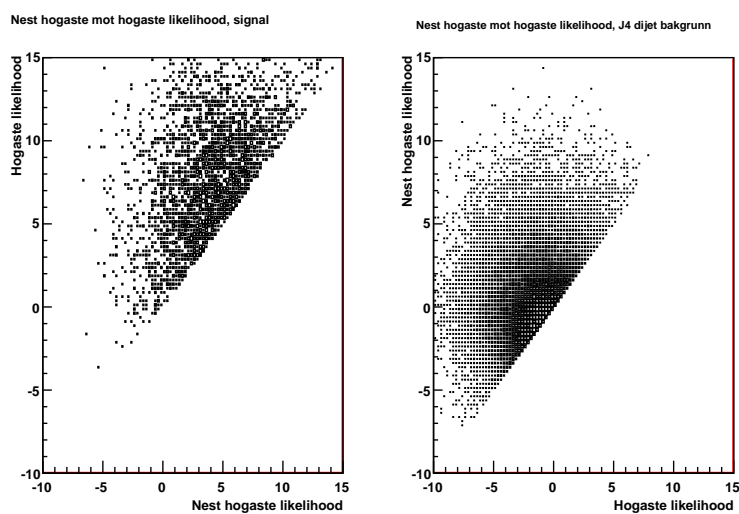 Nest hogaste mot hogaste likelihood, signal
Hogaste likelihood
15
10
5
0
-5
-10
-10 -5 0 5 10 15
Nest hogaste likelihood
Nest hogaste mot hogaste likelihood, J4 dijet bakgrunn
Nest hogaste likelihood
15
10
5
0
-5
-10
-10 -5 0 5 10 15
Hogaste likelihood